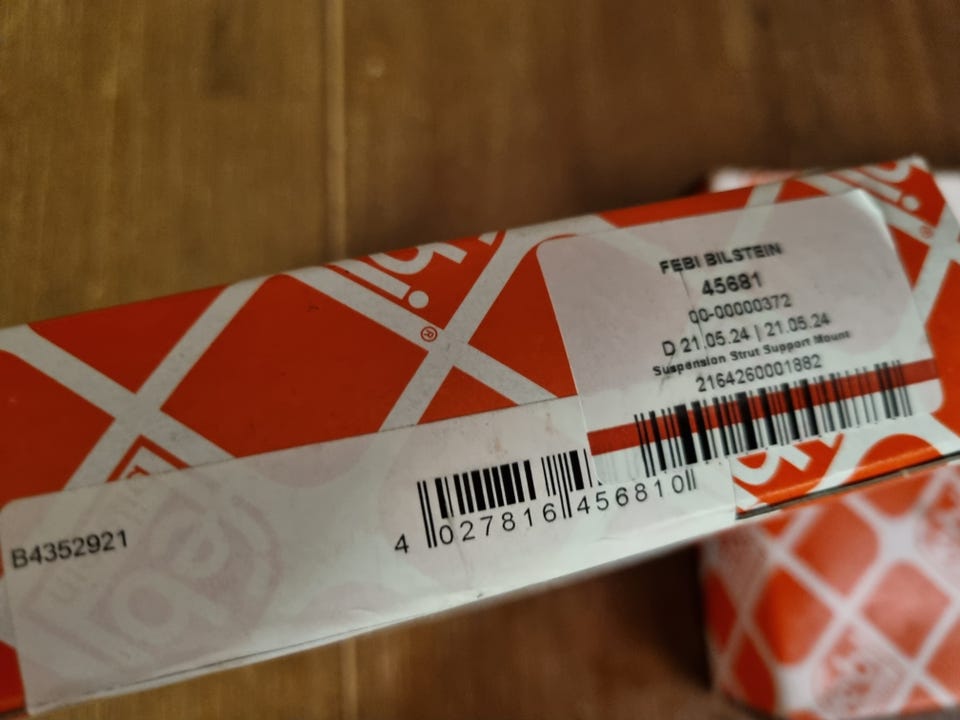 FEBI BILSTEIN
45681
00-00000372
D 21.05.24 | 21.05.24
Suspension Strut Support Mount
2164260001882
B4352921
4 027816 456810